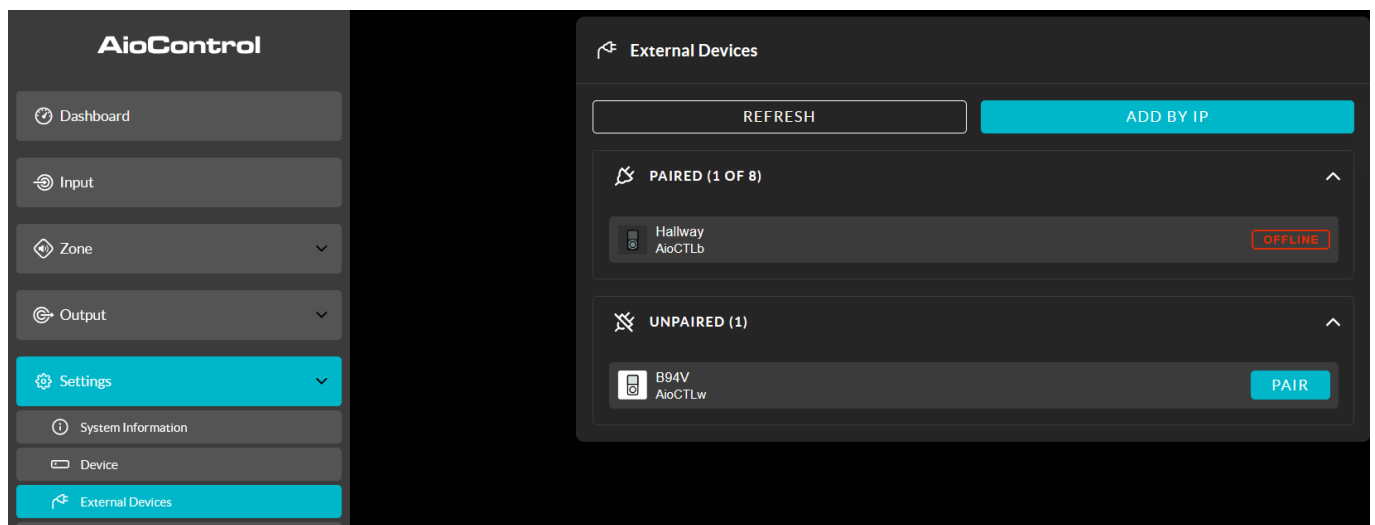 AioControl
Dashboard
Input
Zone
Output
Settings
System Information
Device
External Devices
External Devices
REFRESH
ADD BY IP
PAIRED (1 OF 8)
Hallway
AioCTLb
OFFLINE
UNPAIRED (1)
B94V
AioCTLw
PAIR